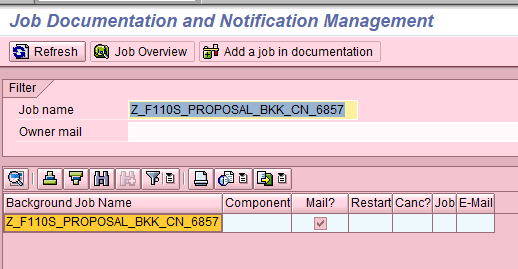 Job Documentation and Notification Management
Refresh Job Overview Add a job in documentation
Filter
Job name Z_F110S_PROPOSAL_BKK_CN_6857
Owner mail
Background Job Name Component Mail? Restart Canc? Job E-Mail
Z_F110S_PROPOSAL_BKK_CN_6857